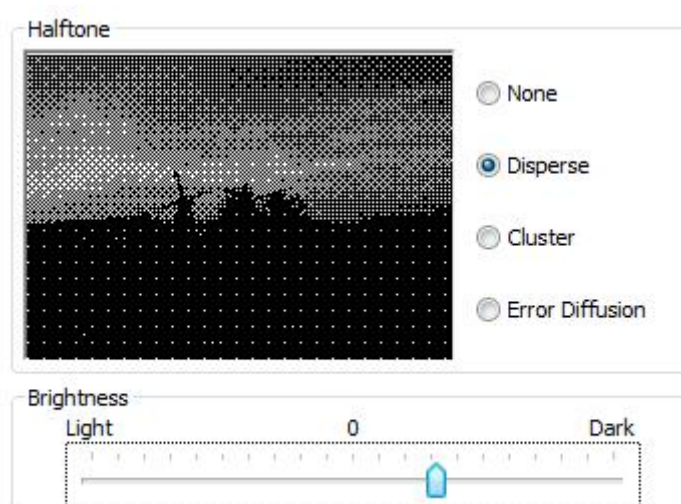 Halftone
None
Disperse
Cluster
Error Diffusion
Brightness
Light 0 Dark